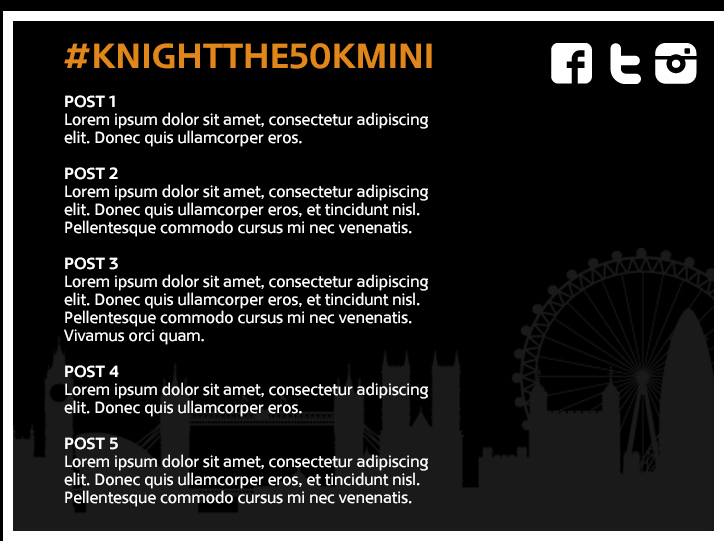 #KNIGHTTHE50KMINI
POST 1
Lorem ipsum dolor sit amet, consectetur adipiscing
elit. Donec quis ullamcorper eros.
POST 2
Lorem ipsum dolor sit amet, consectetur adipiscing
elit. Donec quis ullamcorper eros, et tincidunt nisl.
Pellentesque commodo cursus mi nec venenatis.
POST 3
Lorem ipsum dolor sit amet, consectetur adipiscing
elit. Donec quis ullamcorper eros, et tincidunt nisl.
Pellentesque commodo cursus mi nec venenatis.
Vivamus orci quam.
POST 4
Lorem ipsum dolor sit amet, consectetur adipiscing
elit. Donec quis ullamcorper eros.
POST 5
Lorem ipsum dolor sit amet, consectetur adipiscing
elit. Donec quis ullamcorper eros, et tincidunt nisl.
Pellentesque commodo cursus mi nec venenatis.